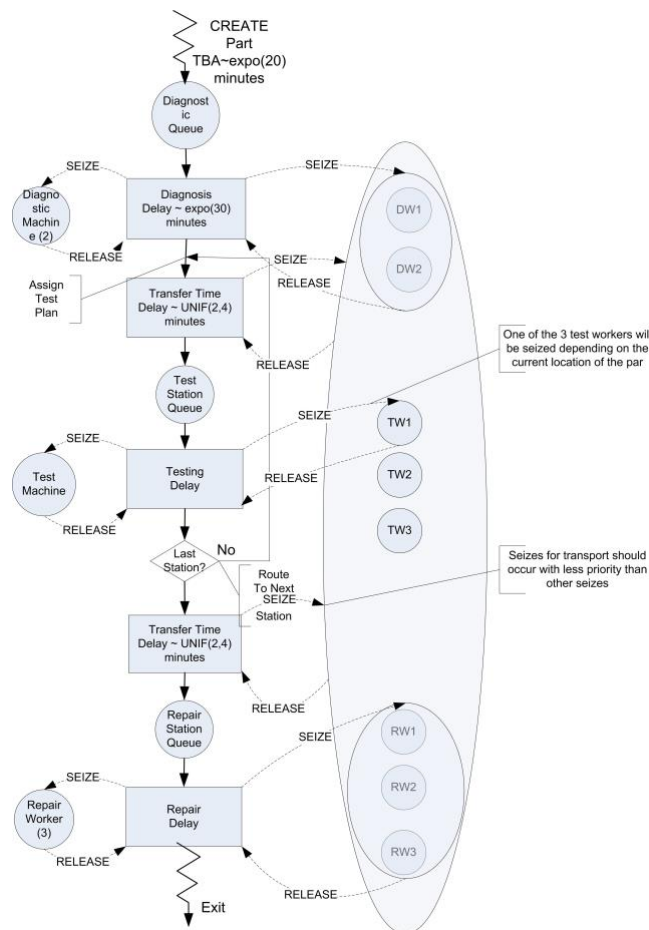 CREATE
Part
TBA~expo(20)
minutes
Diagnost
ic
Queue
SEIZE
SEIZE
Diagno
stic
Machin
e (2)
Diagnosis
Delay ~ expo(30)
minutes
DW1
DW2
RELEASE
SEIZE
RELEASE
Assign
Test
Plan
Transfer Time
Delay ~ UNIF(2,4)
minutes
RELEASE
One of the 3 test workers will
be seized depending on the
current location of the par
Test
Station
Queue
SEIZE
TW1
SEIZE
Test
Machine
Testing
Delay
RELEASE
TW2
RELEASE
TW3
Last
Station?
No
Route
To Next
Station
SEIZE
Seizes for transport should
occur with less priority than
other seizes
Transfer Time
Delay ~ UNIF(2,4)
minutes
RELEASE
Repair
Station
Queue
SEIZE
RW1
SEIZE
RW2
Repair
Worker
(3)
Repair
Delay
RW3
RELEASE
RELEASE
Exit